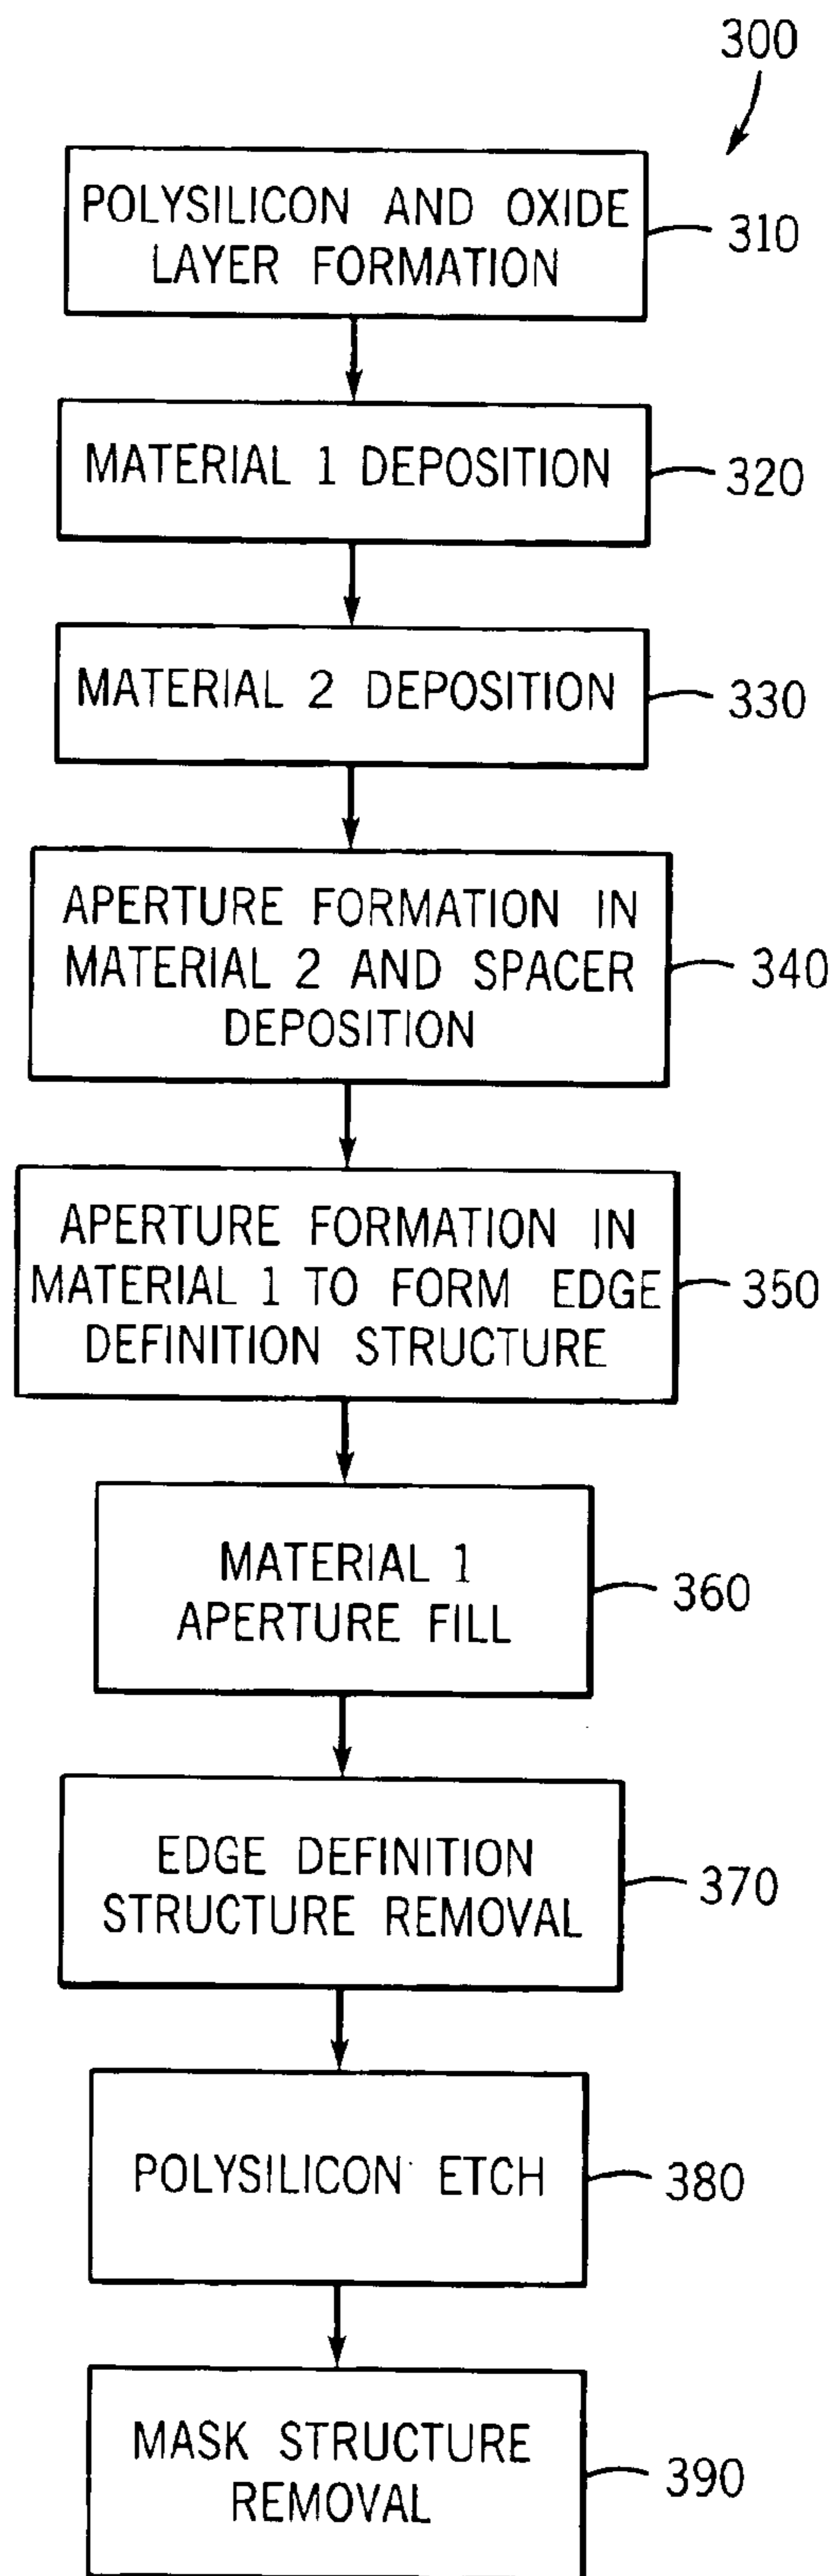 300
POLYSILICON AND OXIDE
LAYER FORMATION
310
MATERIAL 1 DEPOSITION
320
MATERIAL 2 DEPOSITION
330
APERTURE FORMATION IN
MATERIAL 2 AND SPACER
DEPOSITION
340
APERTURE FORMATION IN
MATERIAL 1 TO FORM EDGE
DEFINITION STRUCTURE
350
MATERIAL 1
APERTURE FILL
360
EDGE DEFINITION
STRUCTURE REMOVAL
370
POLYSILICON ETCH
380
MASK STRUCTURE
REMOVAL
390